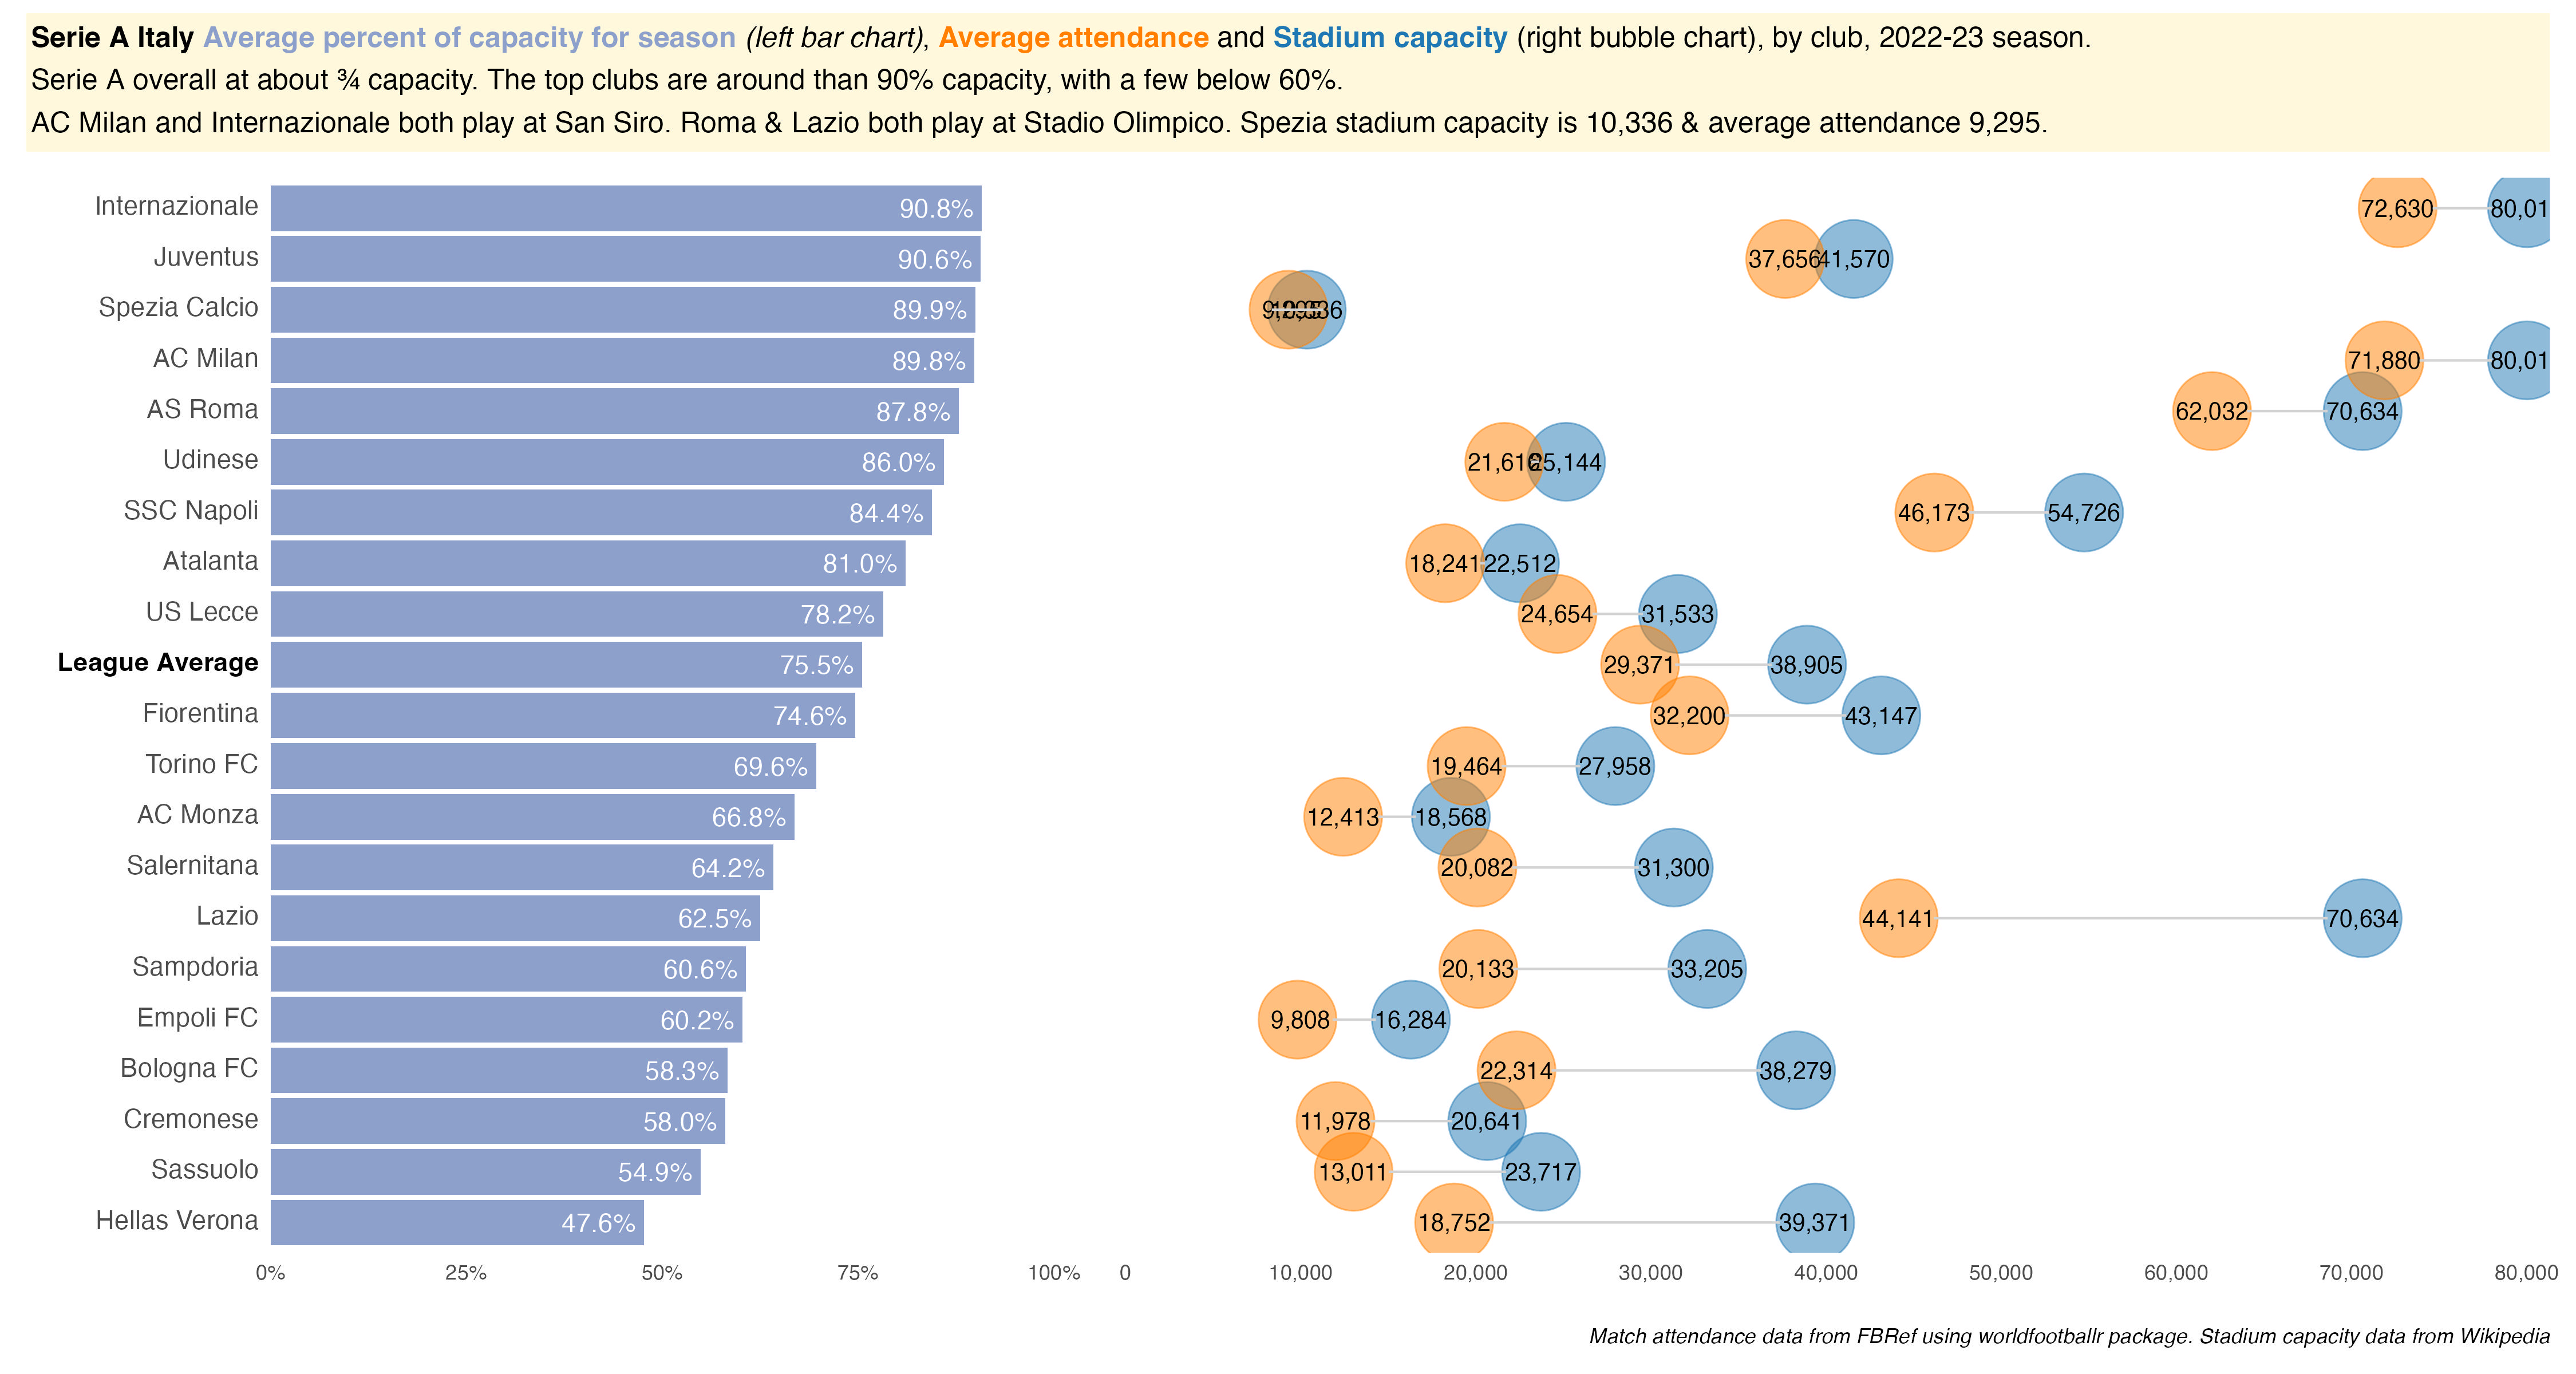 Serie A Italy Average percent of capacity for season (left bar chart), Average attendance and Stadium capacity (right bubble chart), by club, 2022-23 season.
Serie A overall at about ¾ capacity. The top clubs are around than 90% capacity, with a few below 60%.
AC Milan and Internazionale both play at San Siro. Roma & Lazio both play at Stadio Olimpico. Spezia stadium capacity is 10,336 & average attendance 9,295.
Internazionale 90.8% 72,630 80,01
Juventus 90.6% 37,656 41,570
Spezia Calcio 89.9%
AC Milan 89.8% 71,880 80,01
AS Roma 87.8% 62,032 70,634
Udinese 86.0% 25,144
SSC Napoli 84.4% 46,173 54,726
Atalanta 81.0% 18,241 22,512
US Lecce 78.2% 24,654 31,533
League Average 75.5% 29,371 38,905
Fiorentina 74.6% 32,200 43,147
Torino FC 69.6% 19,464 27,958
AC Monza 66.8% 12,413 18,568
Salernitana 64.2% 20,082 31,300
Lazio 62.5% 44,141 70,634
Sampdoria 60.6% 20,133 33,205
Empoli FC 60.2% 9,808 16,284
Bologna FC 58.3% 22,314 38,279
Cremonese 58.0% 11,978 20,641
Sassuolo 54.9% 13,011 23,717
Hellas Verona 47.6% 18,752 39,371
0% 25% 50% 75% 100% 0 10,000 20,000 30,000 40,000 50,000 60,000 70,000 80,000
Match attendance data from FBRef using worldfootballr package. Stadium capacity data from Wikipedia